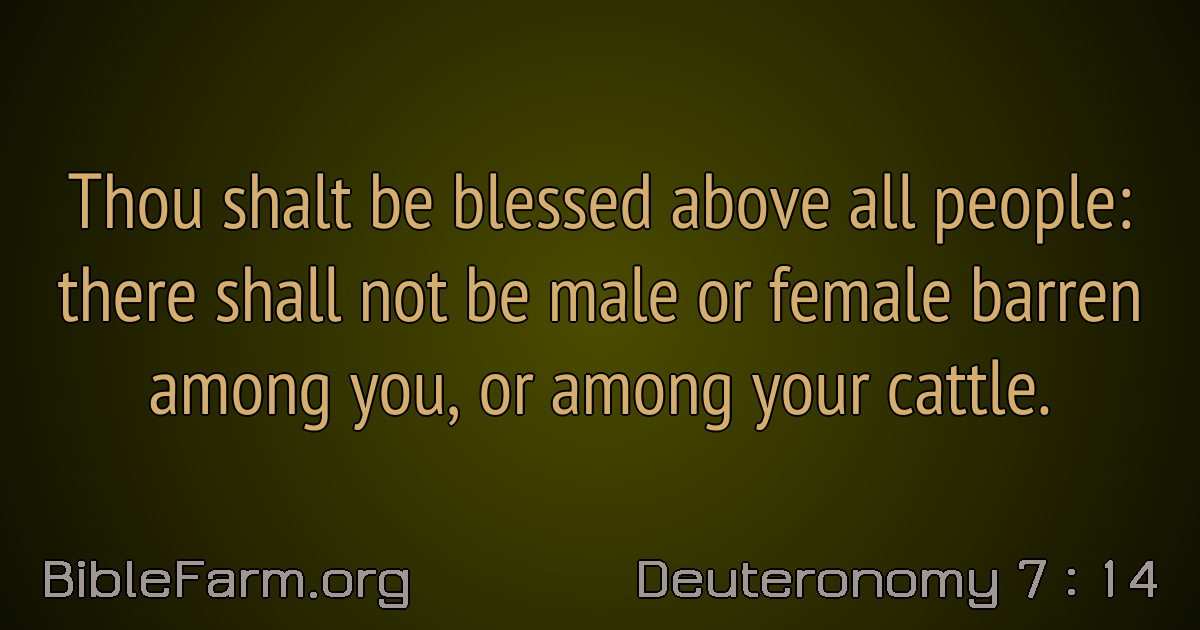 Thou shalt be blessed above all people:
there shall not be male or female barren
among you, or among your cattle.
BibleFarm.org
Deuteronomy 7 : 14